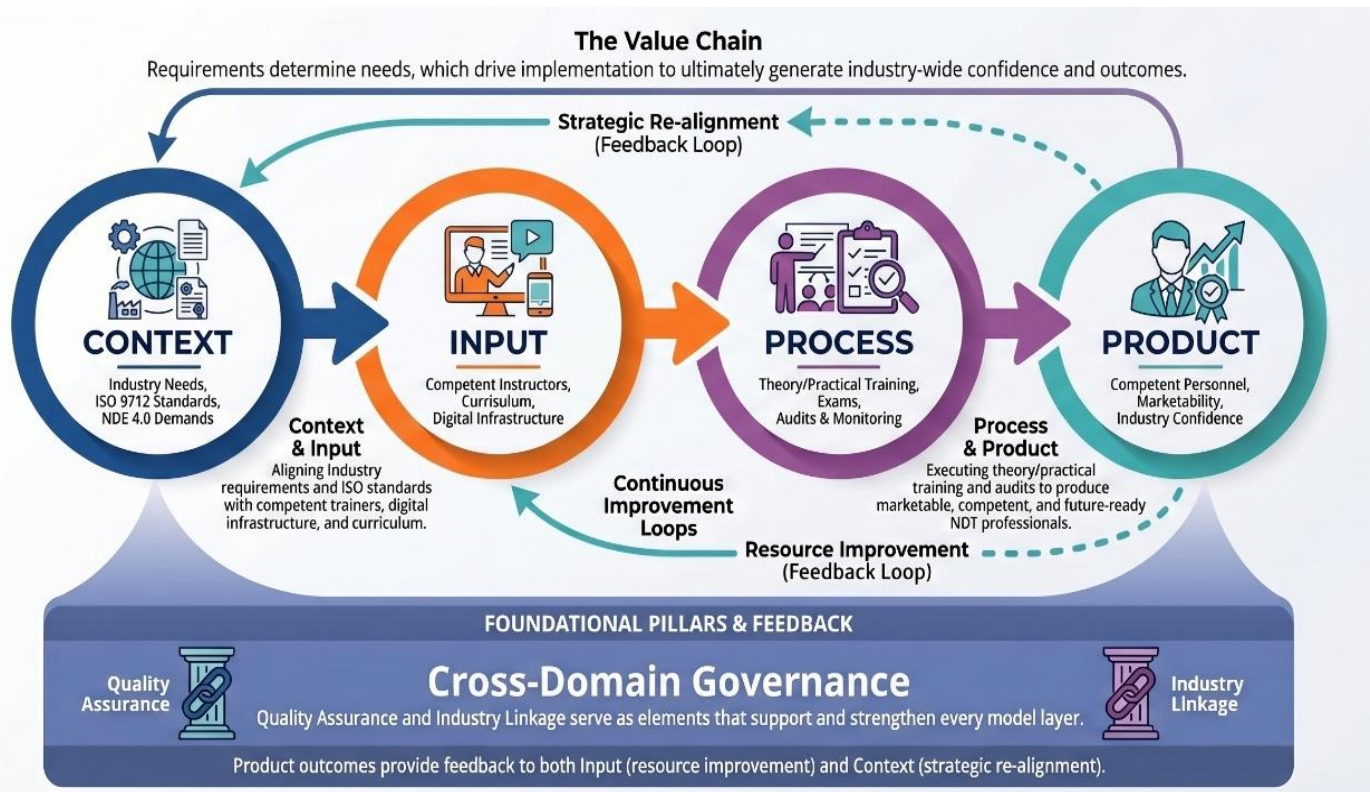 The Value Chain
Requirements determine needs, which drive implementation to ultimately generate industry-wide confidence and outcomes.
Strategic Re-alignment
(Feedback Loop)
CONTEXT
Industry Needs,
ISO 9712 Standards,
NDE 4.0 Demands
INPUT
Competent Instructors,
Currisulum,
Digital Infrastructure
PROCESS
Theory/Practical Training,
Exams,
Audits & Monitoring
PRODUCT
Competent Personnel,
Marketability,
Industry Confidence
Context
& Input
Aligning Industry
requirements and ISO standards
with competent trainers, digital
infrastructure, and curriculum.
Process
& Product
Executing theory/practical
training and audits to produce
marketable, competent, and future-ready
NDT professionals.
Continuous
Improvement
Loops
Resource Improvement
(Feedback Loop)
FOUNDATIONAL PILLARS & FEEDBACK
Quality
Assurance
Cross-Domain Governance
Quality Assurance and Industry Linkage serve as elements that support and strengthen every model layer.
Industry
Linkage
Product outcomes provide feedback to both Input (resource improvement) and Context (strategic re-alignment).